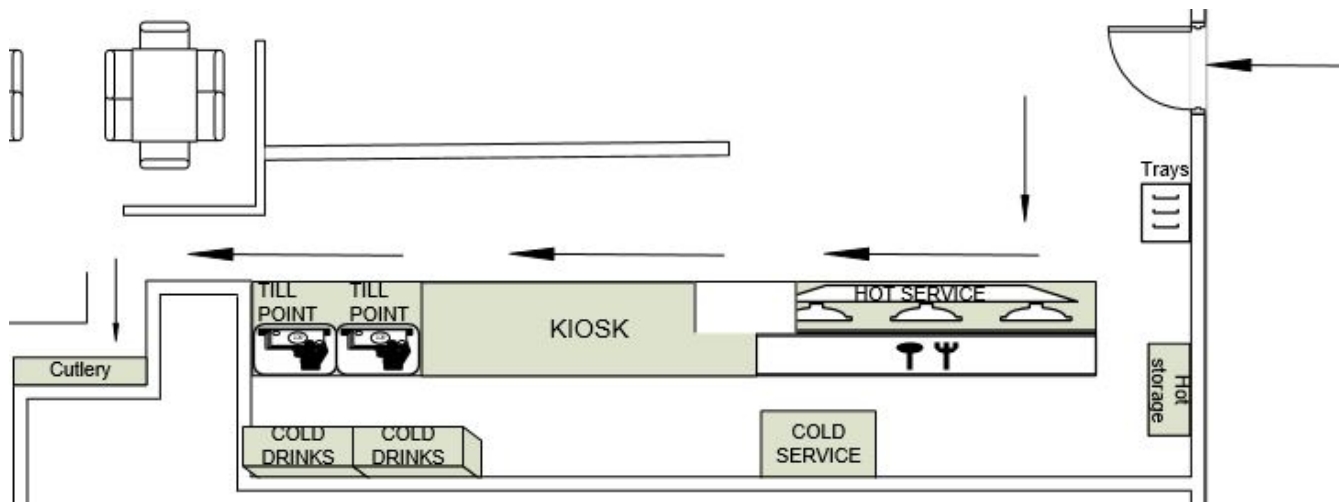 Trays
TILL
POINT
TILL
POINT
KIOSK
HOT SERVICE
Cutlery
Hot
storage
COLD
DRINKS
COLD
DRINKS
COLD
SERVICE